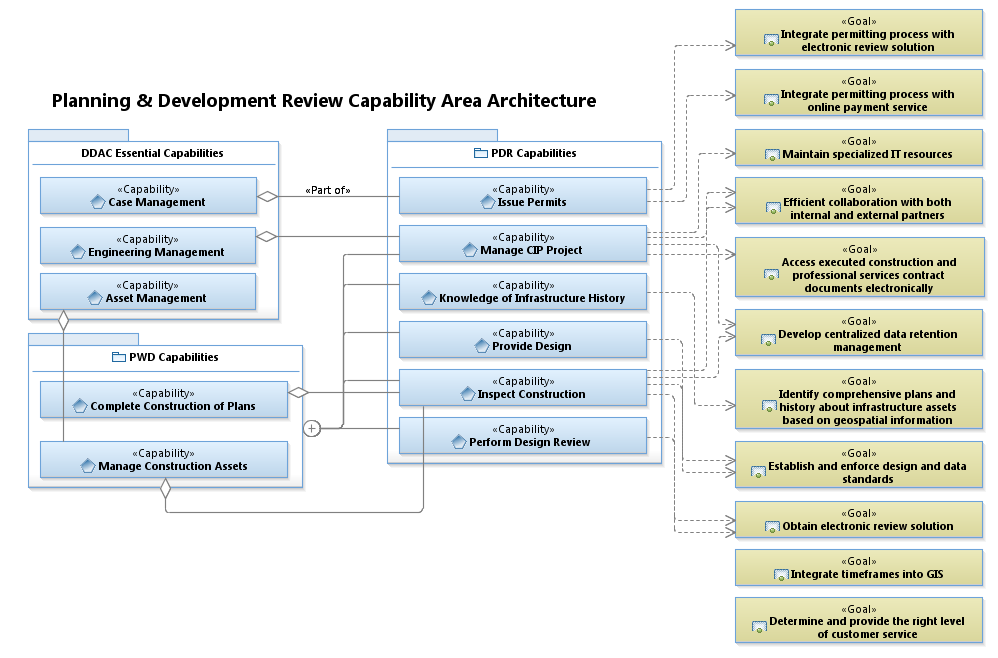 Planning & Development Review Capability Area Architecture
DDAC Essential Capabilities
«Capability»
Case Management
«Capability»
Engineering Management
«Capability»
Asset Management
PWD Capabilities
«Capability»
Complete Construction of Plans
«Capability»
Manage Construction Assets
«Part of»
PDR Capabilities
«Capability»
Issue Permits
«Capability»
Manage CIP Project
«Capability»
Knowledge of Infrastructure History
«Capability»
Provide Design
«Capability»
Inspect Construction
«Capability»
Perform Design Review
«Goal»
Integrate permitting process with
electronic review solution
«Goal»
Integrate permitting process with
online payment service
«Goal»
Maintain specialized IT resources
«Goal»
Efficient collaboration with both
internal and external partners
«Goal»
Access executed construction and
professional services contract
documents electronically
«Goal»
Develop centralized data retention
management
«Goal»
Identify comprehensive plans and
history about infrastructure assets
based on geospatial information
«Goal»
Establish and enforce design and data
standards
«Goal»
Obtain electronic review solution
«Goal»
Integrate timeframes into GIS
«Goal»
Determine and provide the right level
of customer service